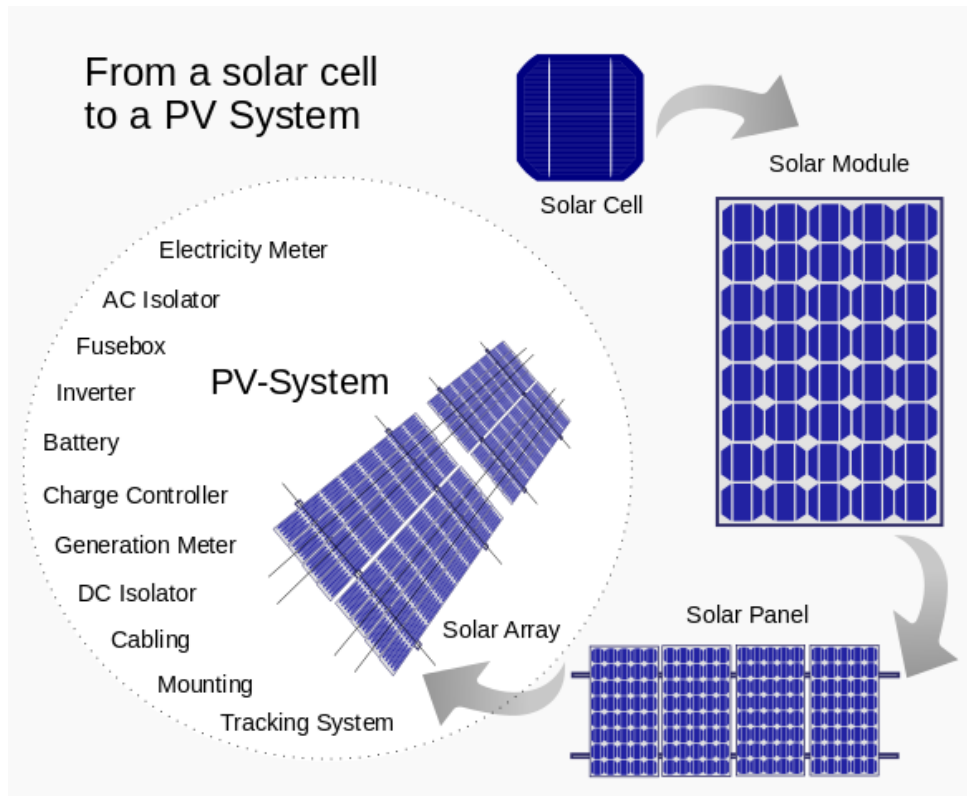 From a solar cell
to a PV System
Solar Cell
Solar Module
Solar Panel
Solar Array
PV-System
Electricity Meter
AC Isolator
Fusebox
Inverter
Battery
Charge Controller
Generation Meter
DC Isolator
Cabling
Mounting
Tracking System